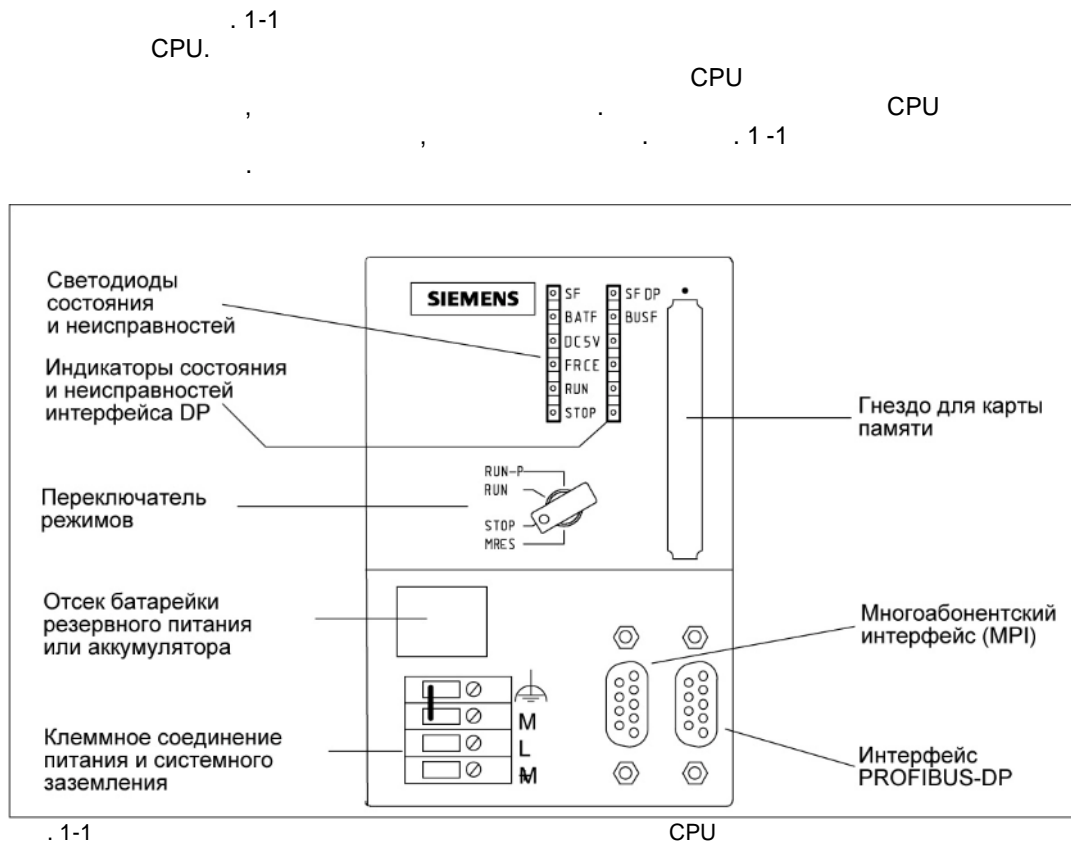 . 1-1
CPU.
CPU
, . CPU
, . . 1 -1
.
Светодиоды
состояния
и неисправностей
Индикаторы состояния
и неисправностей
интерфейса DP
Переключатель
режимов
Отсек батарейки
резервного питания
или аккумулятора
Клеммное соединение
питания и системного
заземления
SIEMENS
SF
BATF
DC5V
FRCE
RUN
STOP
SF DP
BUSF
RUN-P
RUN
STOP
MRES
M
L
M
Гнездо для карты
памяти
Многоабонентский
интерфейс (MPI)
Интерфейс
PROFIBUS-DP
. 1-1 CPU